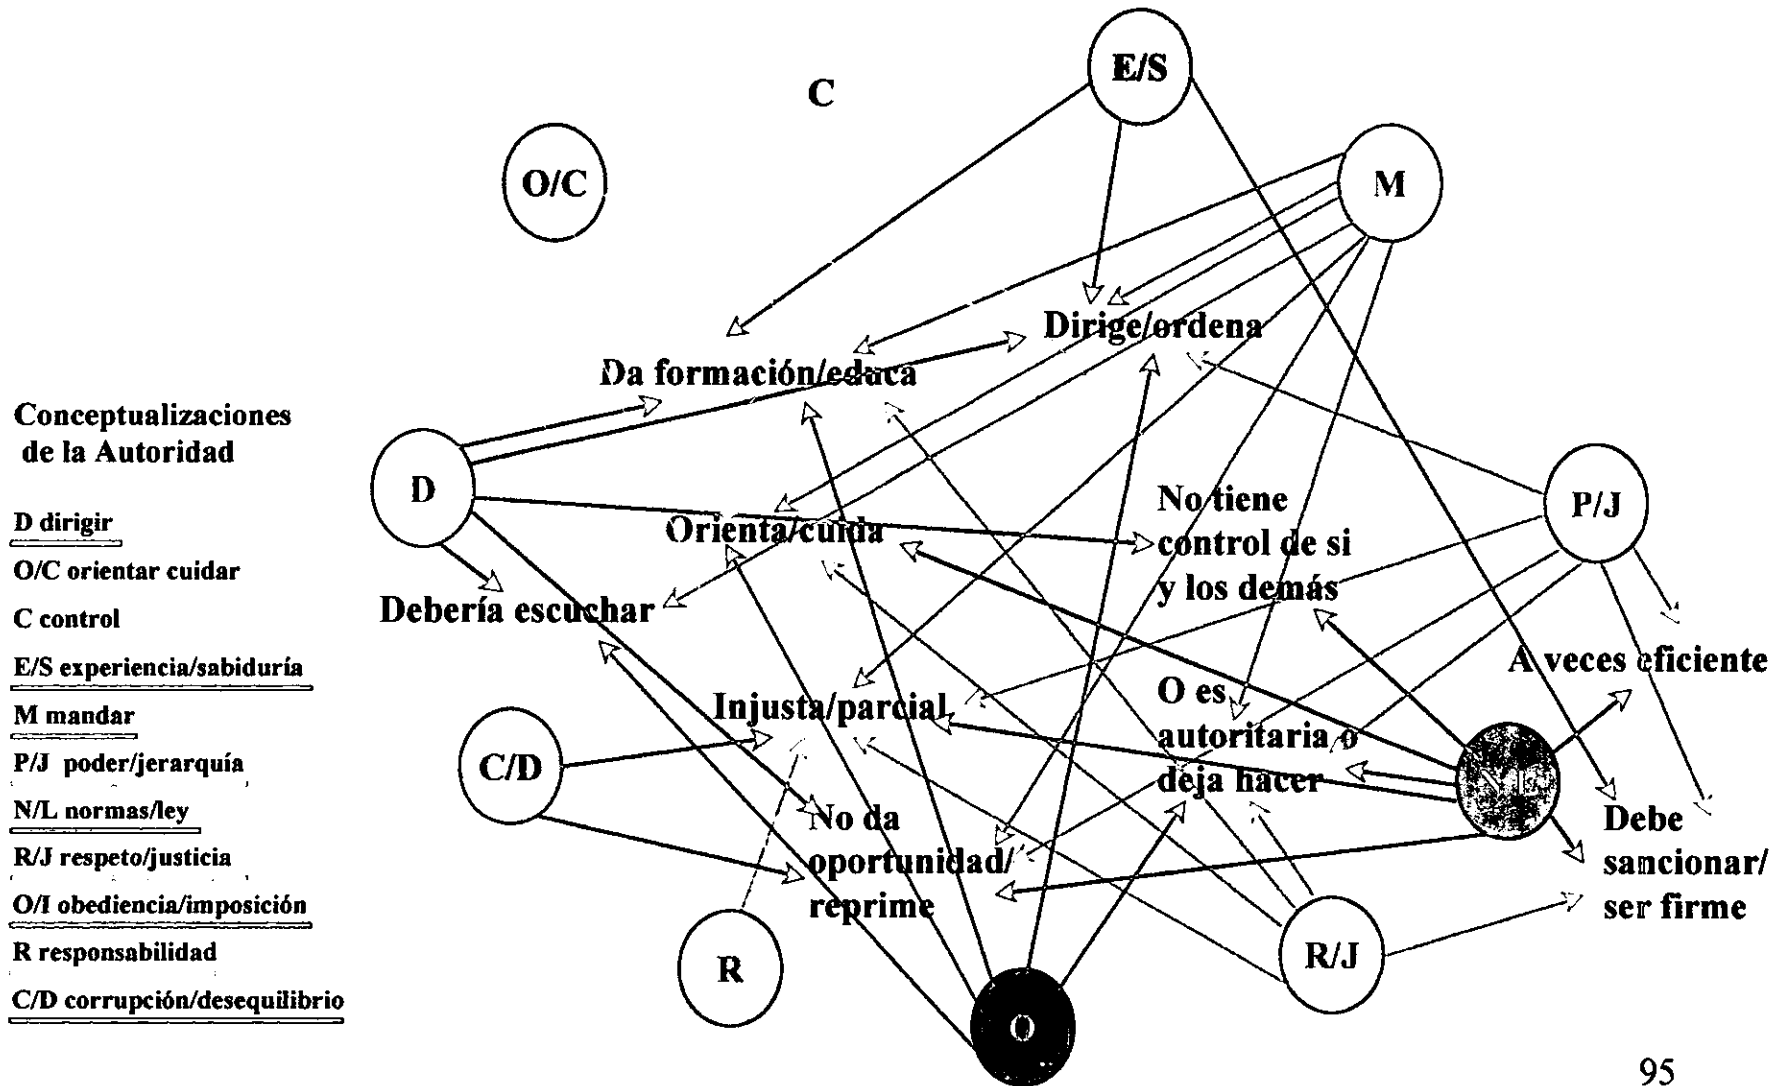 C
E/S
O/C
M
Dirige/ordena
Da formación/educa
Conceptualizaciones
de la Autoridad
D
P/J
No tiene
control de si
y los demás
Orienta/cuida
D dirigir
O/C orientar cuidar
C control
E/S experiencia/sabiduría
M mandar
P/J poder/jerarquía
N/L normas/ley
R/J respeto/justicia
O/I obediencia/imposición
R responsabilidad
C/D corrupción/desequilibrio
Debería escuchar
A veces eficiente
Injusta/parcial
O es
autoritaria o
deja hacer
C/D
No da
oportunidad/
reprime
Debe
sancionar/
ser firme
R
R/J
O
95